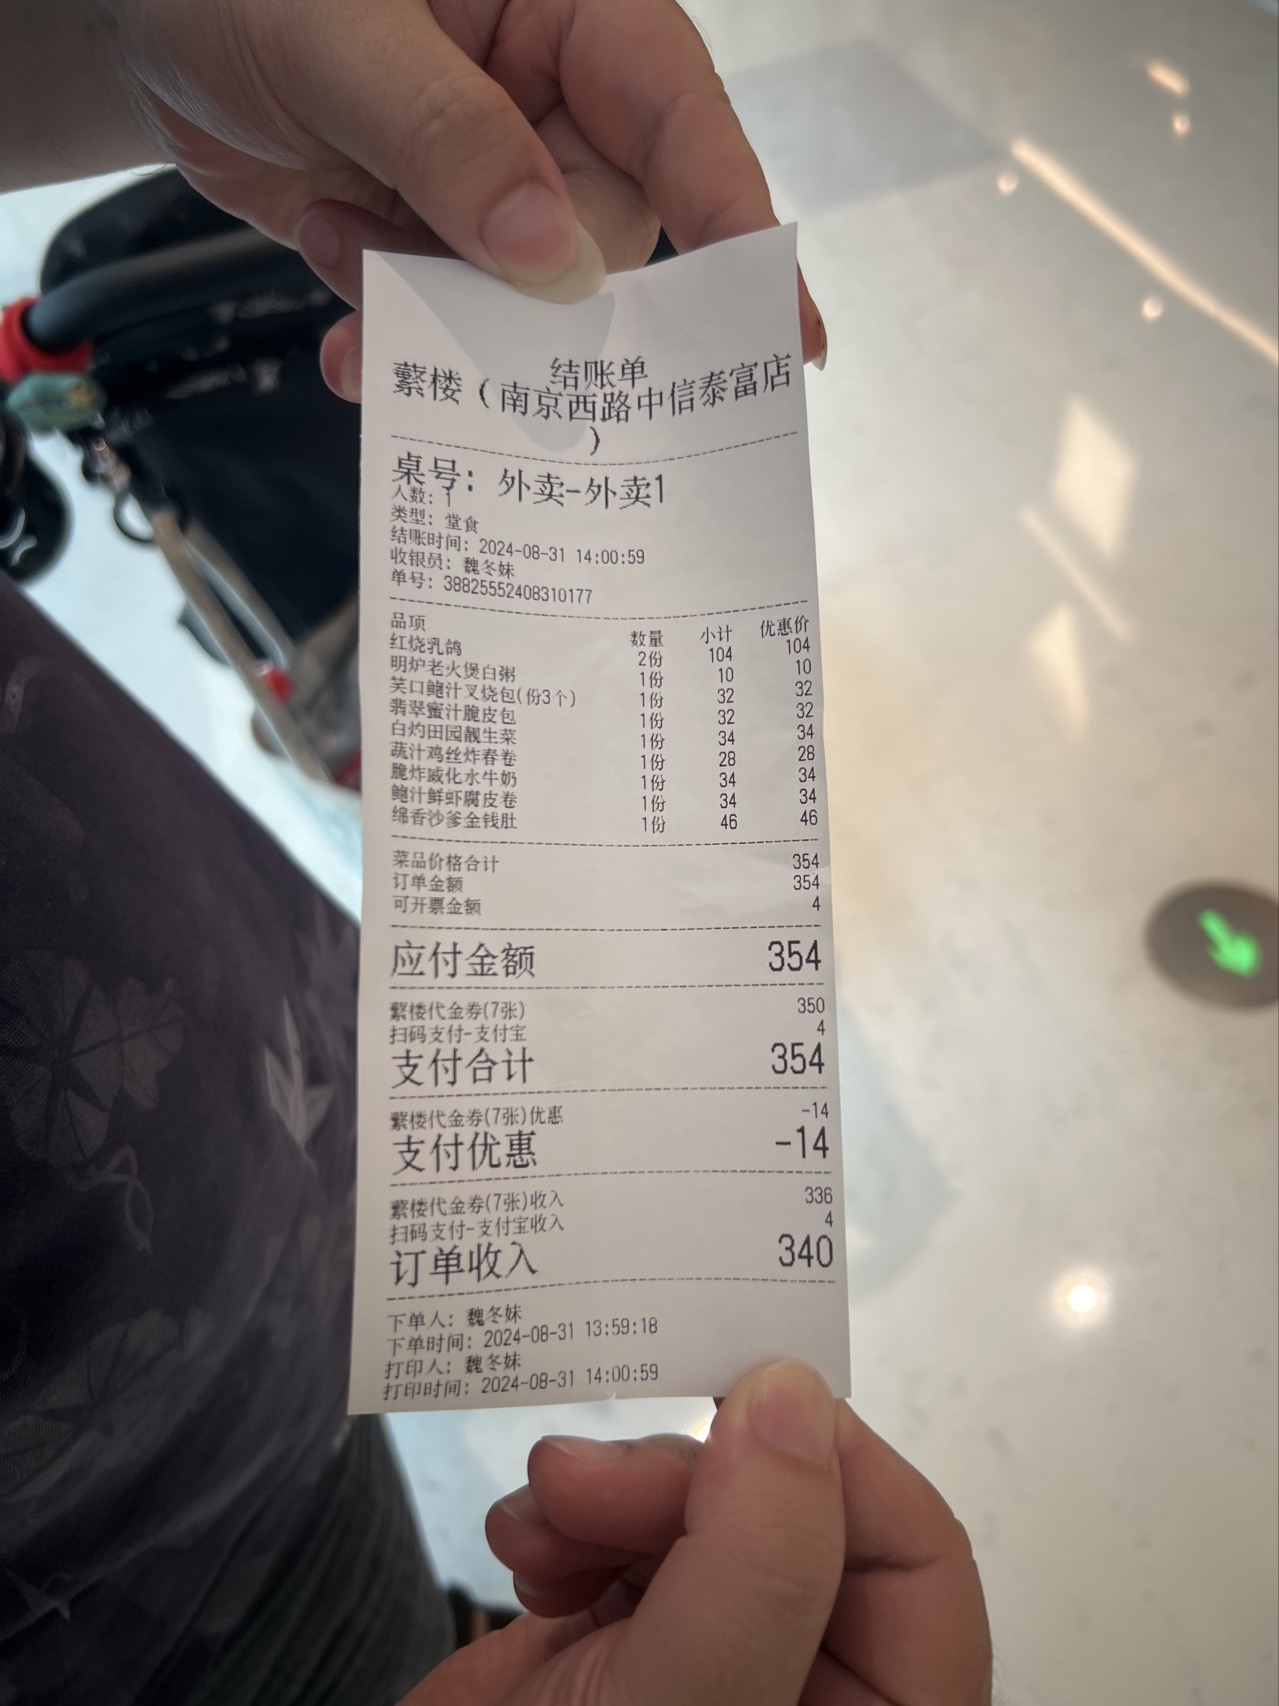 结账单
蘩楼（南京西路中信泰富店
）
桌号：外卖-外卖1
人数：1
类型：堂食
结账时间：2024-08-31 14:00:59
收银员：魏冬妹
单号：38825552408310177
品项 数量 小计 优惠价
红烧乳鸽 2份 104 104
明炉老火煲白粥 1份 10 10
笑口鲍汁叉烧包(份3个) 1份 32 32
翡翠蜜汁脆皮包 1份 32 32
白灼田园靓生菜 1份 34 34
蔬汁鸡丝炸春卷 1份 28 28
脆炸威化水牛奶 1份 34 34
鲍汁鲜虾腐皮卷 1份 34 34
绵香沙爹金钱肚 1份 46 46
菜品价格合计 354
订单金额 354
可开票金额 4
应付金额 354
蘩楼代金券(7张) 350
扫码支付-支付宝 4
支付合计 354
蘩楼代金券(7张)优惠 -14
支付优惠 -14
蘩楼代金券(7张)收入 336
扫码支付-支付宝收入 4
订单收入 340
下单人：魏冬妹
下单时间：2024-08-31 13:59:18
打印人：魏冬妹
打印时间：2024-08-31 14:00:59